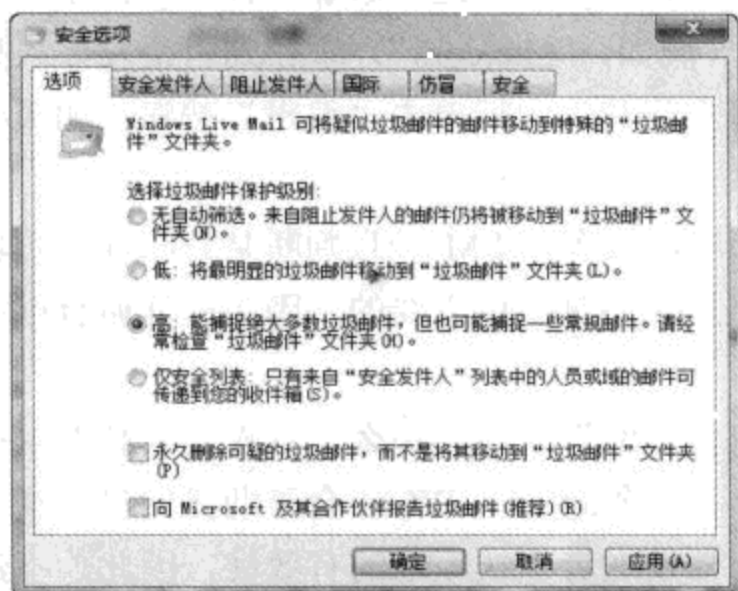 安全选项
选项 安全发件人 阻止发件人 国际 仿冒 安全
Windows Live Mail 可将疑似垃圾邮件的邮件移动到特殊的“垃圾邮
件”文件夹。
选择垃圾邮件保护级别:
无自动筛选。来自阻止发件人的邮件仍将被移动到“垃圾邮件”文
件夹(N)。
低: 将最明显的垃圾邮件移动到“垃圾邮件”文件夹(L)。
高: 能捕捉绝大多数垃圾邮件，但也可能捕捉一些常规邮件。请经
常检查“垃圾邮件”文件夹(H)。
仅安全列表: 只有来自“安全发件人”列表中的人员或域的邮件可
传递到您的收件箱(S)。
永久删除可疑的垃圾邮件，而不是将其移动到“垃圾邮件”文件夹
(P)
向 Microsoft 及其合作伙伴报告垃圾邮件(推荐)(R)
确定 取消 应用(A)